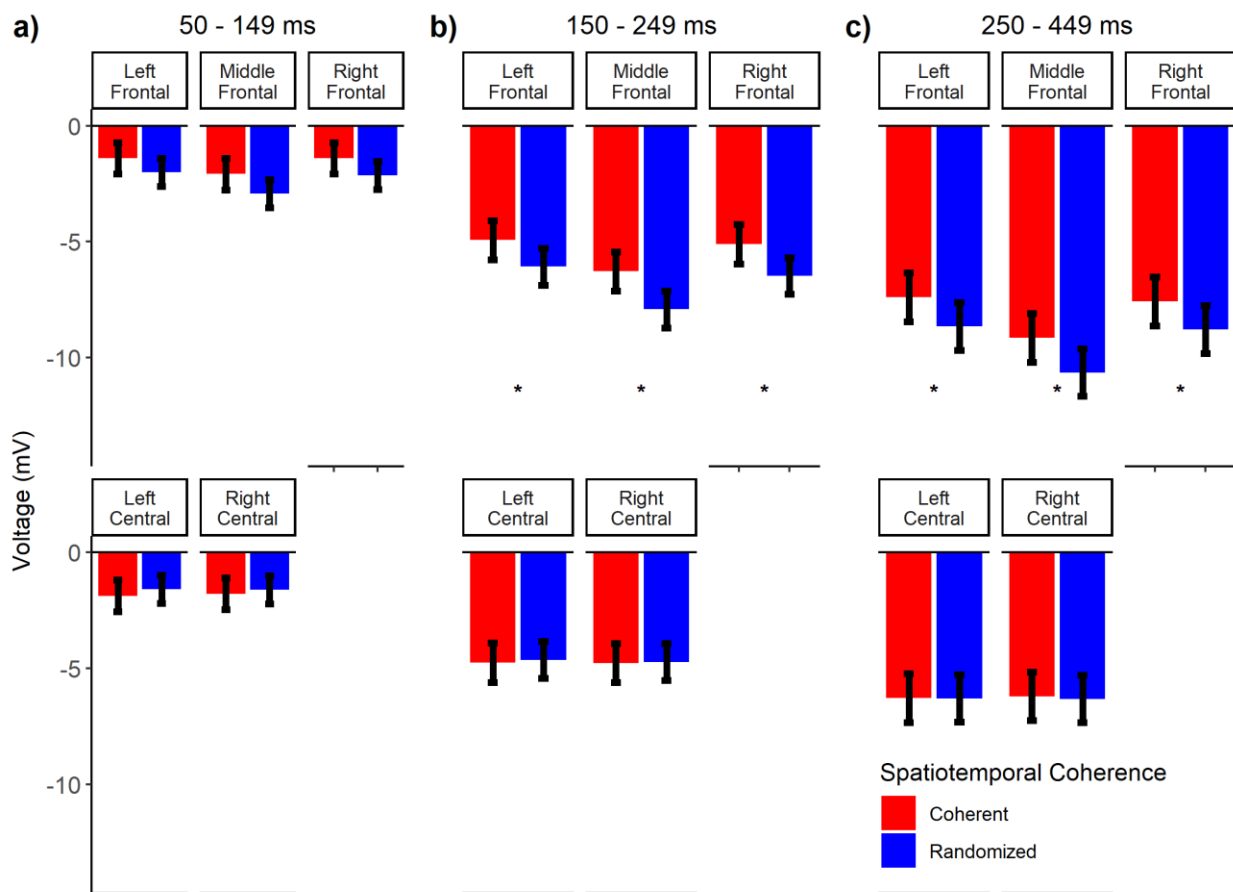 a)
50 - 149 ms
b)
150 - 249 ms
c)
250 - 449 ms
Left
Frontal
Middle
Frontal
Right
Frontal
Left
Frontal
Middle
Frontal
Right
Frontal
Left
Frontal
Middle
Frontal
Right
Frontal
0
-5
-10
*
*
*
*
*
*
Voltage (mV)
Left
Central
Right
Central
Left
Central
Right
Central
Left
Central
Right
Central
0
-5
-10
Spatiotemporal Coherence
Coherent
Randomized